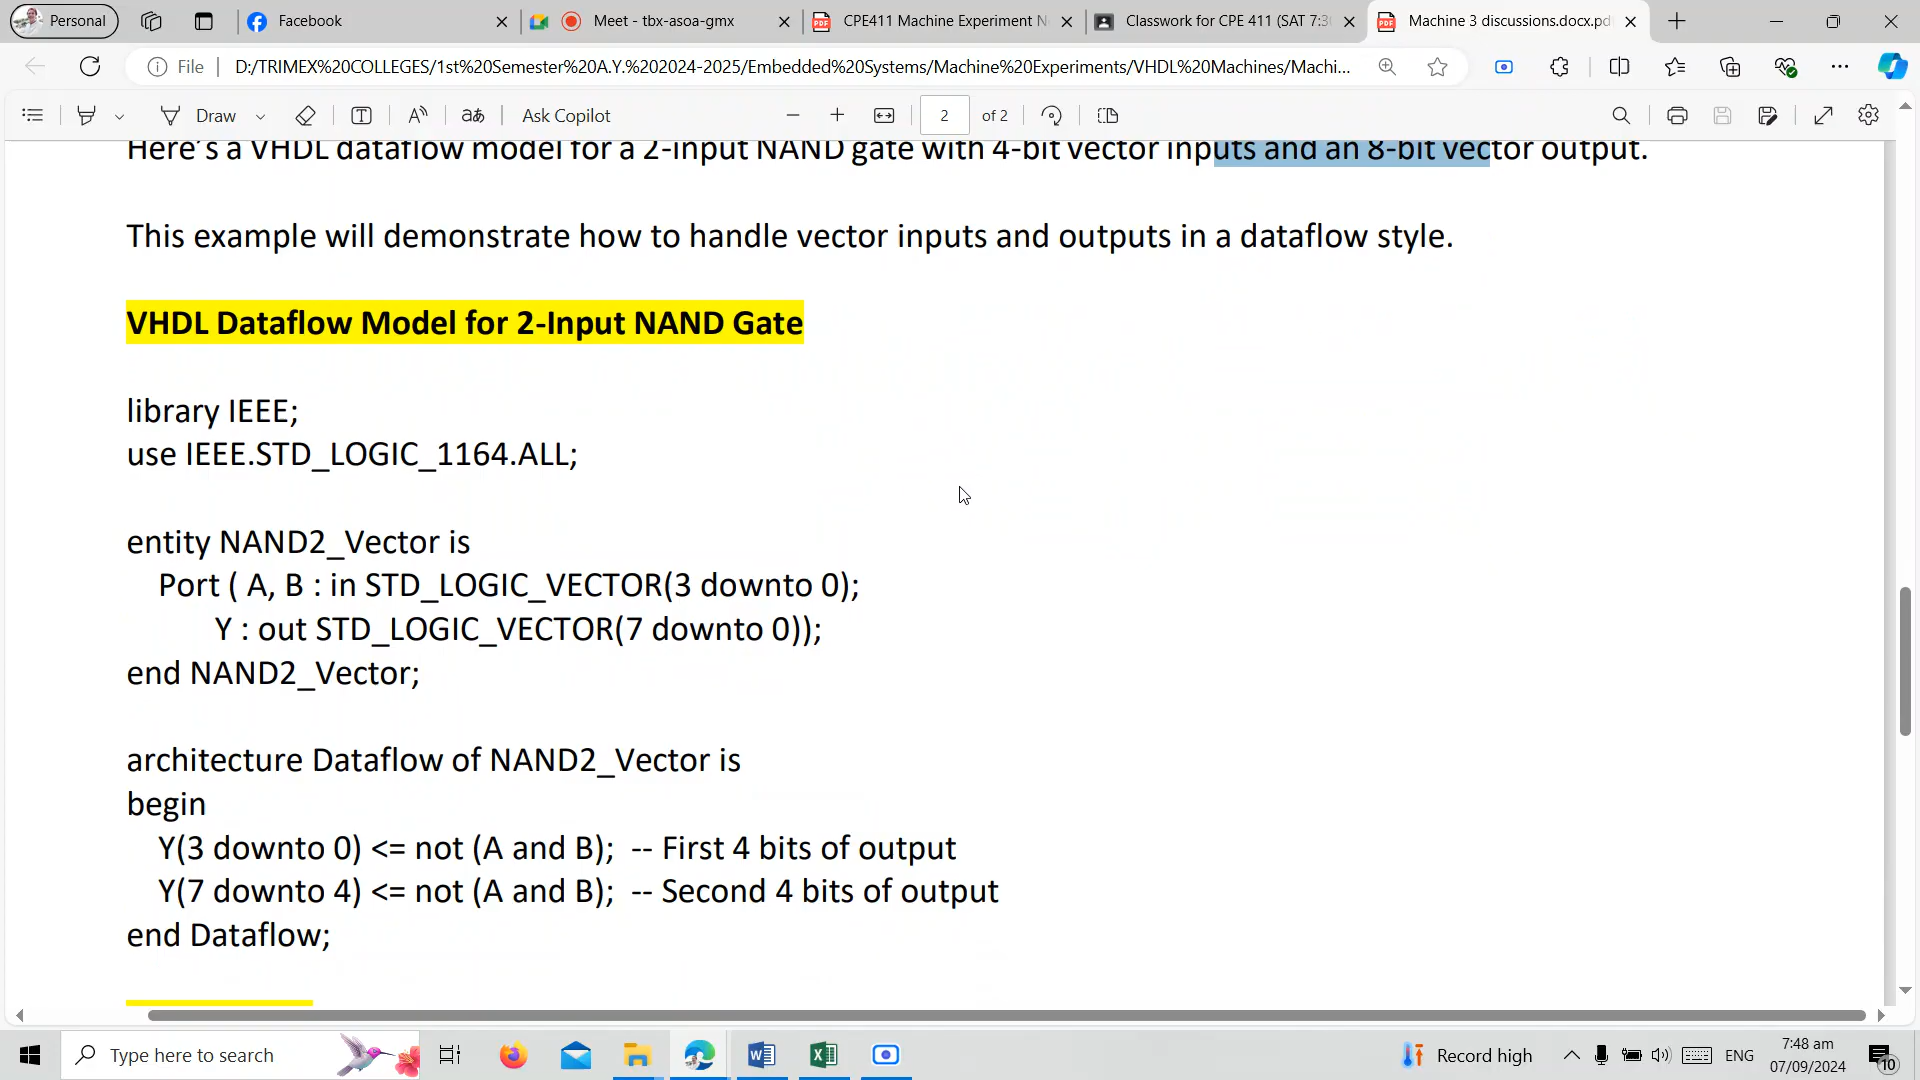 Personal
Facebook
Meet - tbx-asoa-gmx
CPE411 Machine Experiment N
Classwork for CPE 411 (SAT 7:3
Machine 3 discussions.docx.pd
File
D:/TRIMEX%20COLLEGES/1st%20Semester%20A.Y.%202024-2025/Embedded%20Systems/Machine%20Experiments/VHDL%20Machines/Machi...
Draw
Ask Copilot
2
of 2
Here's a VHDL dataflow model for a 2-input NAND gate with 4-bit vector inputs and an 8-bit vector output.
This example will demonstrate how to handle vector inputs and outputs in a dataflow style.
VHDL Dataflow Model for 2-Input NAND Gate
library IEEE;
use IEEE.STD_LOGIC_1164.ALL;
entity NAND2_Vector is
Port ( A, B : in STD_LOGIC_VECTOR(3 downto 0);
Y : out STD_LOGIC_VECTOR(7 downto 0));
end NAND2_Vector;
architecture Dataflow of NAND2_Vector is
begin
Y(3 downto 0) <= not (A and B);  -- First 4 bits of output
Y(7 downto 4) <= not (A and B);  -- Second 4 bits of output
end Dataflow;
Type here to search
Record high
ENG
7:48 am
07/09/2024
10